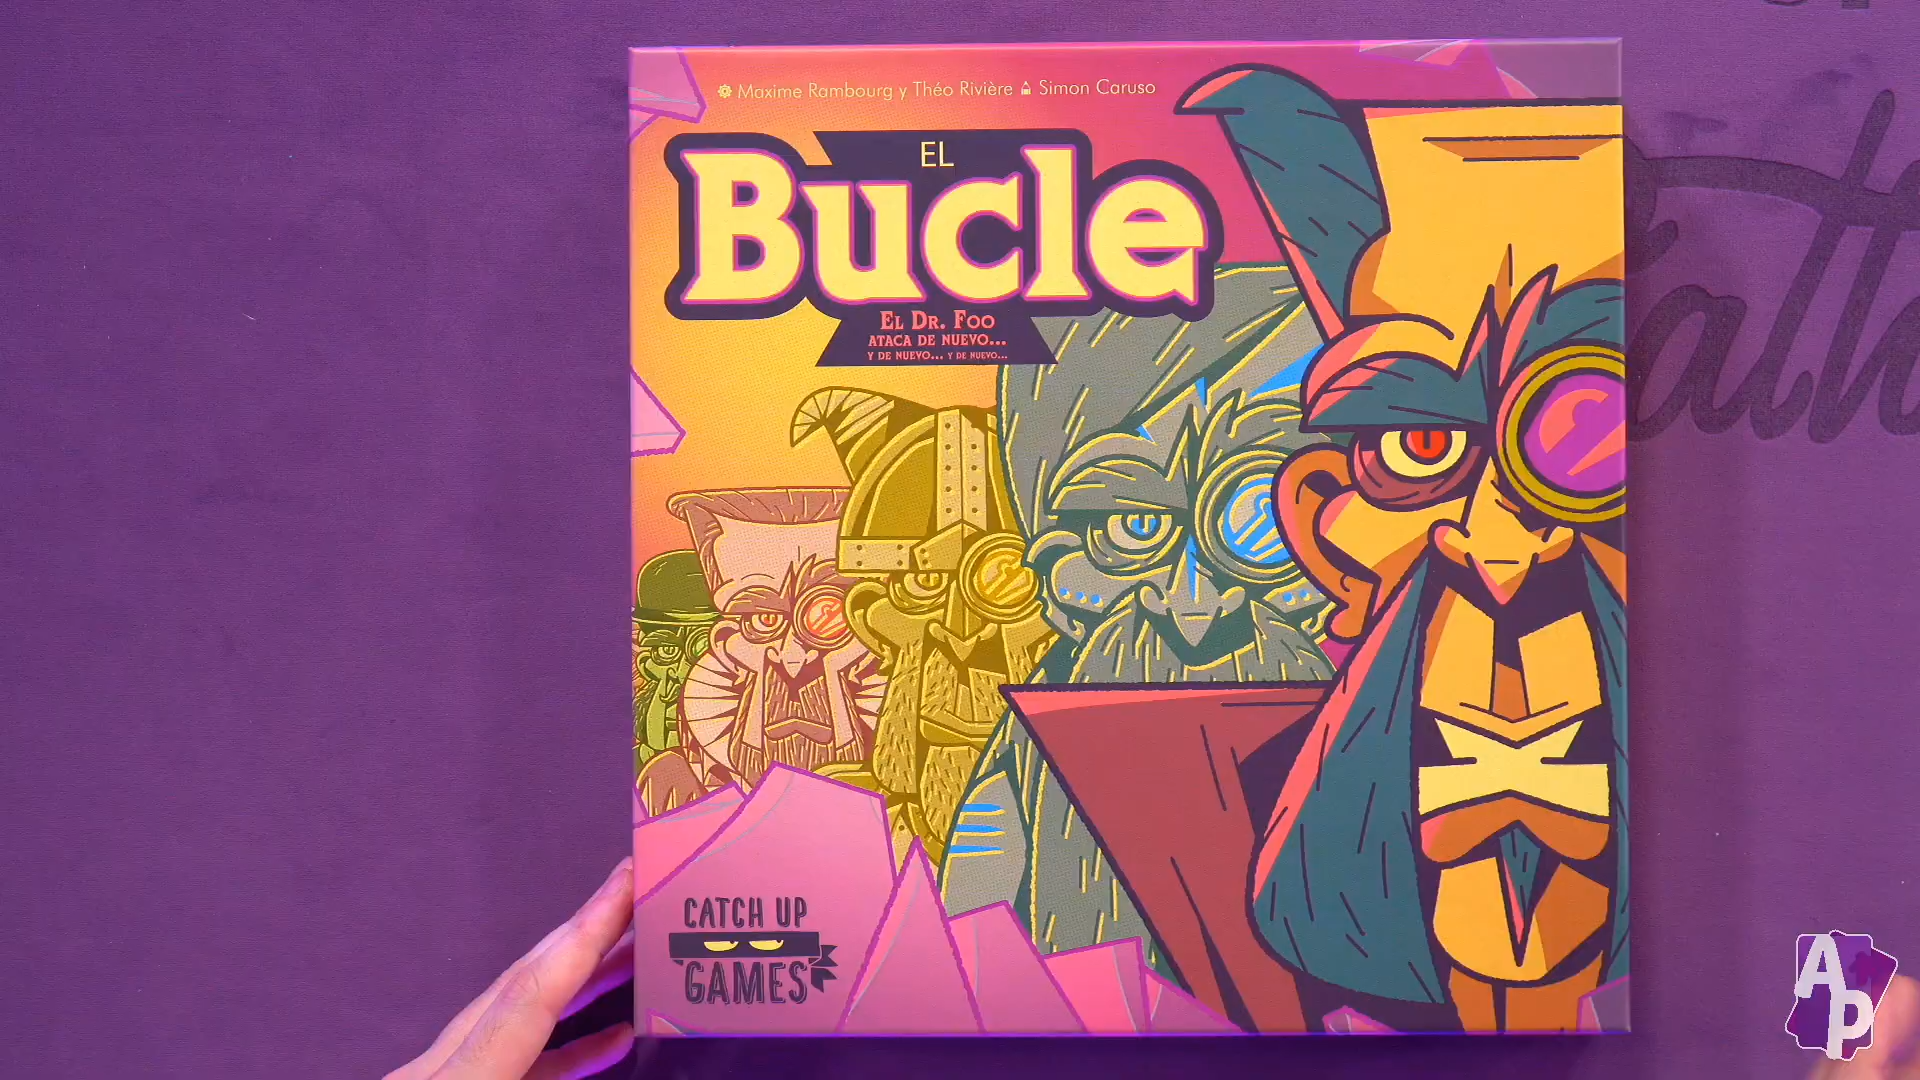 Maxime Rambourg y Théo Rivière Simon Caruso
EL
Bucle
EL DR. FOO
ATACA DE NUEVO...
Y DE NUEVO... Y DE NUEVO...
CATCH UP
GAMES
AP